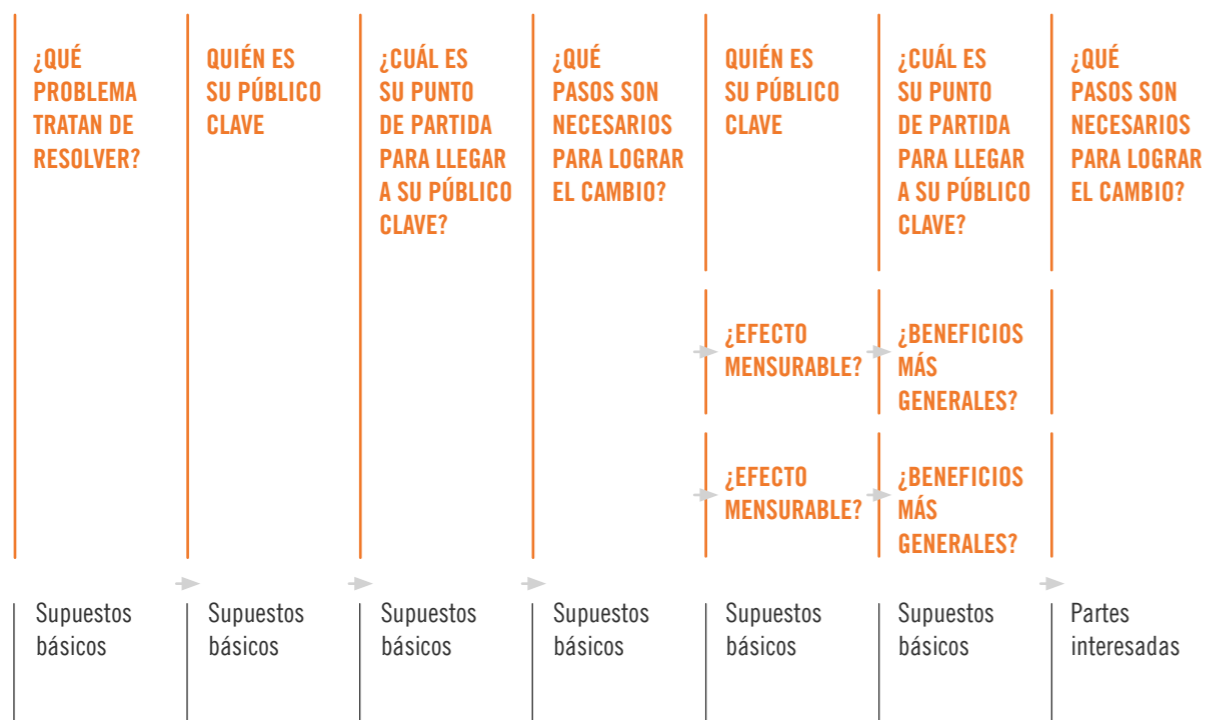 ¿QUÉ
PROBLEMA
TRATAN DE
RESOLVER?
QUIÉN ES
SU PÚBLICO
CLAVE
¿CUÁL ES
SU PUNTO
DE PARTIDA
PARA LLEGAR
A SU PÚBLICO
CLAVE?
¿QUÉ
PASOS SON
NECESARIOS
PARA LOGRAR
EL CAMBIO?
QUIÉN ES
SU PÚBLICO
CLAVE
¿CUÁL ES
SU PUNTO
DE PARTIDA
PARA LLEGAR
A SU PÚBLICO
CLAVE?
¿QUÉ
PASOS SON
NECESARIOS
PARA LOGRAR
EL CAMBIO?
¿EFECTO
MENSURABLE?
¿BENEFICIOS
MÁS
GENERALES?
¿EFECTO
MENSURABLE?
¿BENEFICIOS
MÁS
GENERALES?
Supuestos
básicos
Supuestos
básicos
Supuestos
básicos
Supuestos
básicos
Supuestos
básicos
Supuestos
básicos
Partes
interesadas